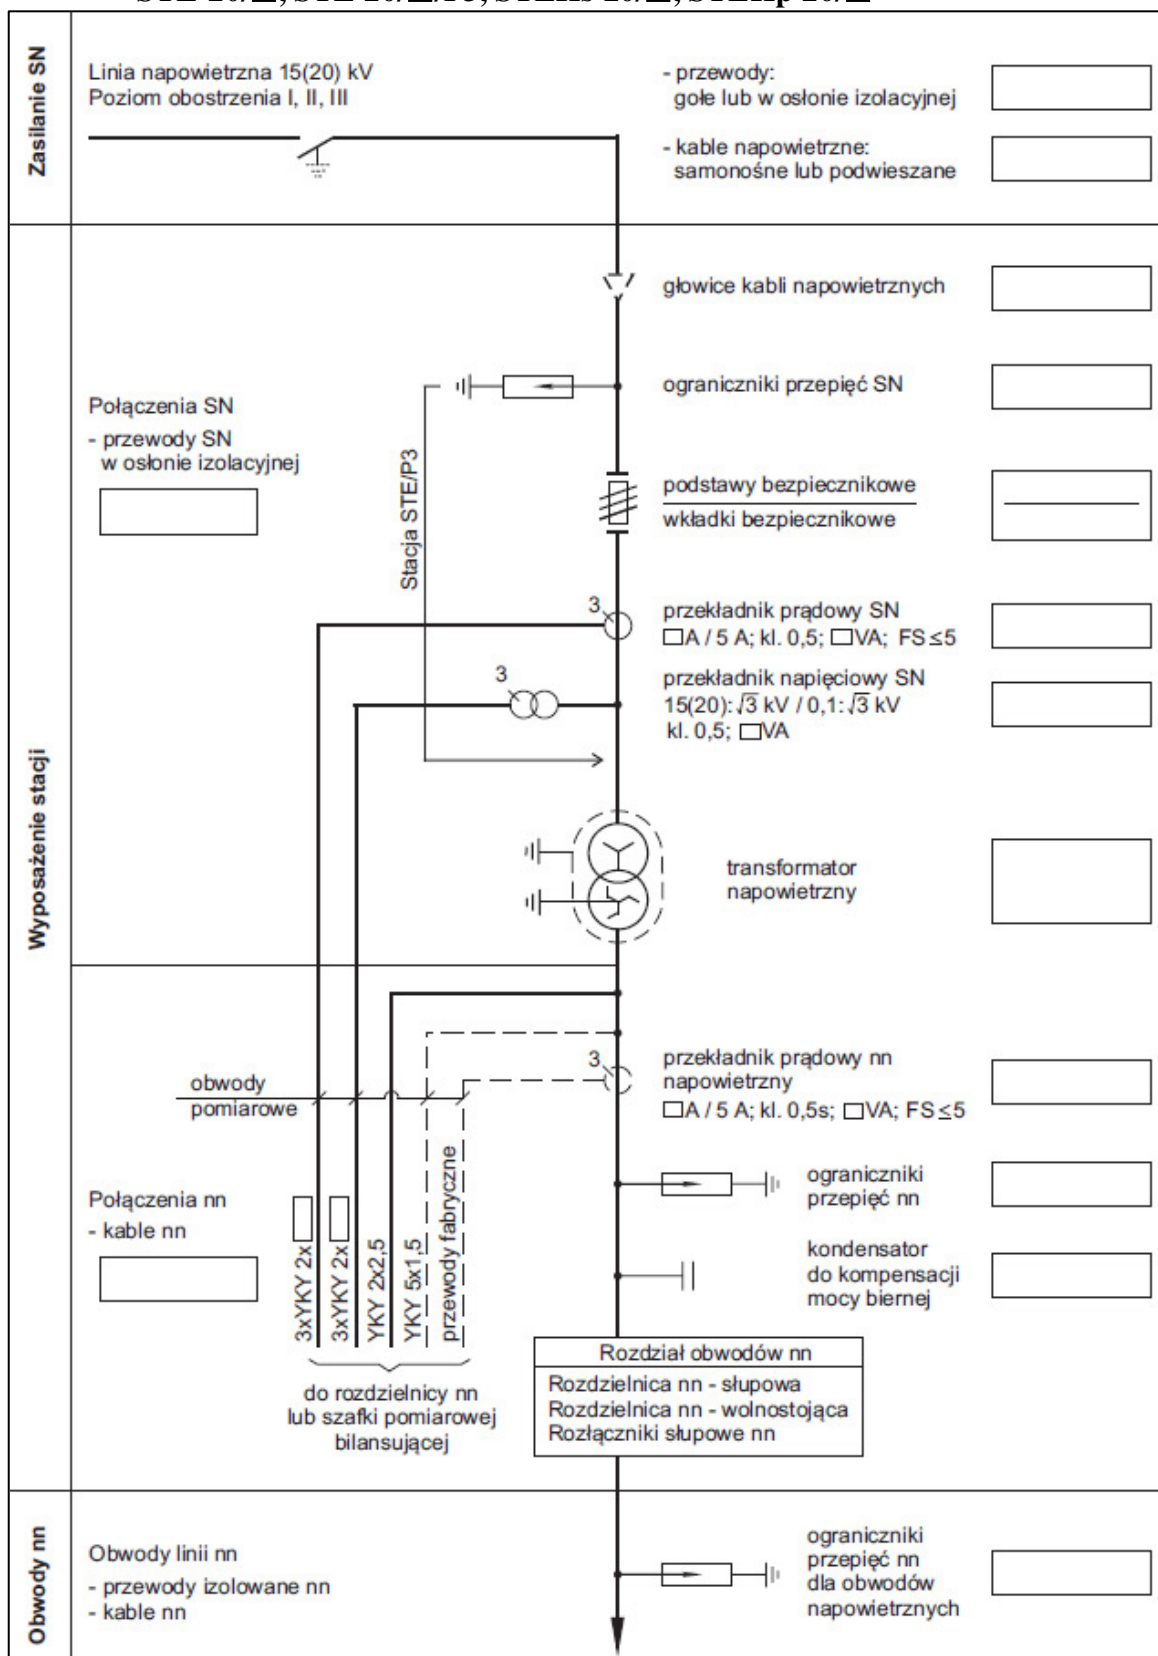 Zasilanie SN
Linia napowietrzna 15(20) kV
Poziom obostrzenia I, II, III
- przewody:
gołe lub w osłonie izolacyjnej
- kable napowietrzne:
samonośne lub podwieszane
Wyposażenie stacji
głowice kabli napowietrznych
ograniczniki przepięć SN
Połączenia SN
- przewody SN
w osłonie izolacyjnej
Stacja STE/P3
podstawy bezpiecznikowe
wkładki bezpiecznikowe
3
przekładnik prądowy SN
□A / 5 A; kl. 0,5; □VA; FS ≤5
3
przekładnik napięciowy SN
15(20):√3 kV / 0,1:√3 kV
kl. 0,5; □VA
transformator
napowietrzny
obwody
pomiarowe
3
przekładnik prądowy nn
napowietrzny
□A / 5 A; kl. 0,5s; □VA; FS ≤5
ograniczniki
przepięć nn
Połączenia nn
- kable nn
3xYKY 2x□
3xYKY 2x□
YKY 2x2,5
YKY 5x1,5
przewody fabryczne
kondensator
do kompensacji
mocy biernej
do rozdzielnicy nn
lub szafki pomiarowej
bilansującej
Rozdział obwodów nn
Rozdzielnica nn - słupowa
Rozdzielnica nn - wolnostojąca
Rozłączniki słupowe nn
Obwody nn
Obwody linii nn
- przewody izolowane nn
- kable nn
ograniczniki
przepięć nn
dla obwodów
napowietrznych